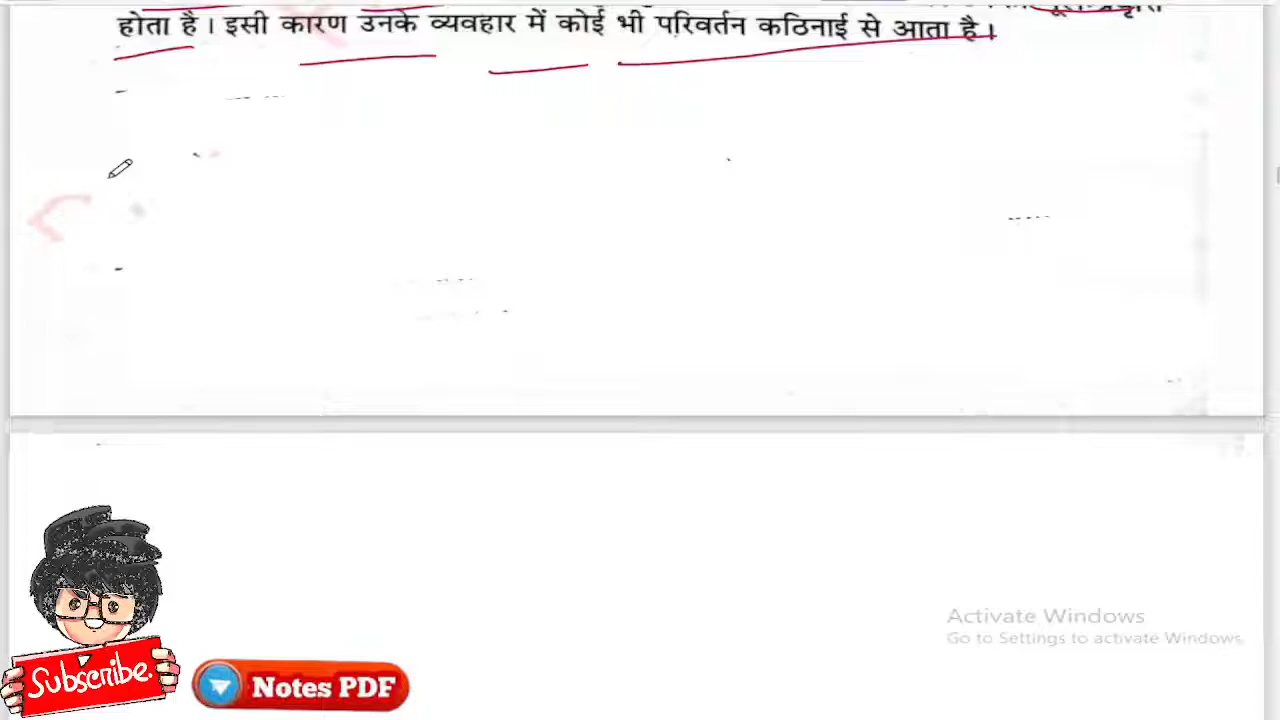 होता है। इसी कारण उनके व्यवहार में कोई भी परिवर्तन कठिनाई से आता है।
Activate Windows
Go to Settings to activate Windows.
Subscribe.
Notes PDF